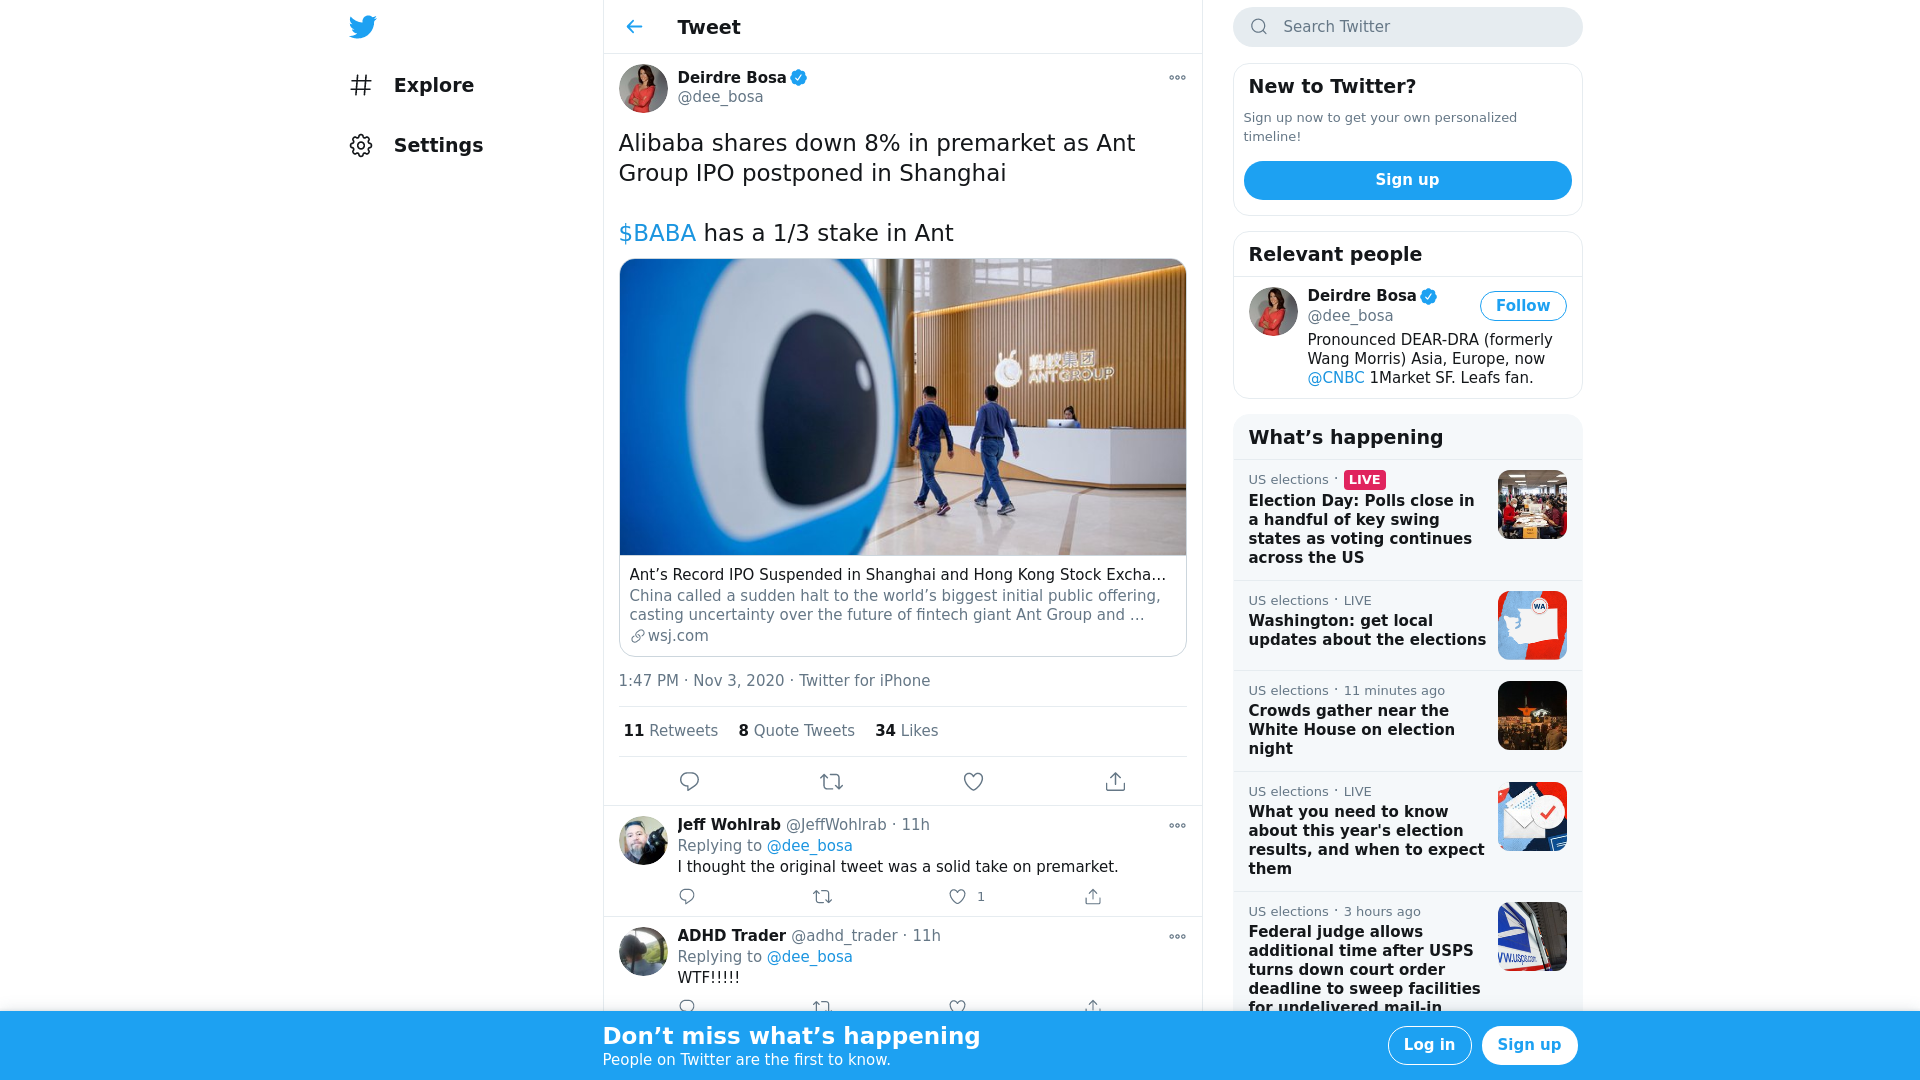 Explore
Settings
Tweet
Deirdre Bosa
@dee_bosa
Alibaba shares down 8% in premarket as Ant
Group IPO postponed in Shanghai
$BABA has a 1/3 stake in Ant
蚂蚁集团
ANT GROUP
Ant’s Record IPO Suspended in Shanghai and Hong Kong Stock Excha…
China called a sudden halt to the world’s biggest initial public offering,
casting uncertainty over the future of fintech giant Ant Group and …
wsj.com
1:47 PM · Nov 3, 2020 · Twitter for iPhone
11 Retweets 8 Quote Tweets 34 Likes
Jeff Wohlrab @JeffWohlrab · 11h
Replying to @dee_bosa
I thought the original tweet was a solid take on premarket.
1
ADHD Trader @adhd_trader · 11h
Replying to @dee_bosa
WTF!!!!!
Search Twitter
New to Twitter?
Sign up now to get your own personalized
timeline!
Sign up
Relevant people
Deirdre Bosa
@dee_bosa
Follow
Pronounced DEAR-DRA (formerly
Wang Morris) Asia, Europe, now
@CNBC 1Market SF. Leafs fan.
What’s happening
US elections · LIVE
Election Day: Polls close in
a handful of key swing
states as voting continues
across the US
US elections · LIVE
Washington: get local
updates about the elections
WA
US elections · 11 minutes ago
Crowds gather near the
White House on election
night
US elections · LIVE
What you need to know
about this year's election
results, and when to expect
them
US elections · 3 hours ago
Federal judge allows
additional time after USPS
turns down court order
deadline to sweep facilities
for undelivered mail-in
Don’t miss what’s happening
People on Twitter are the first to know.
Log in
Sign up